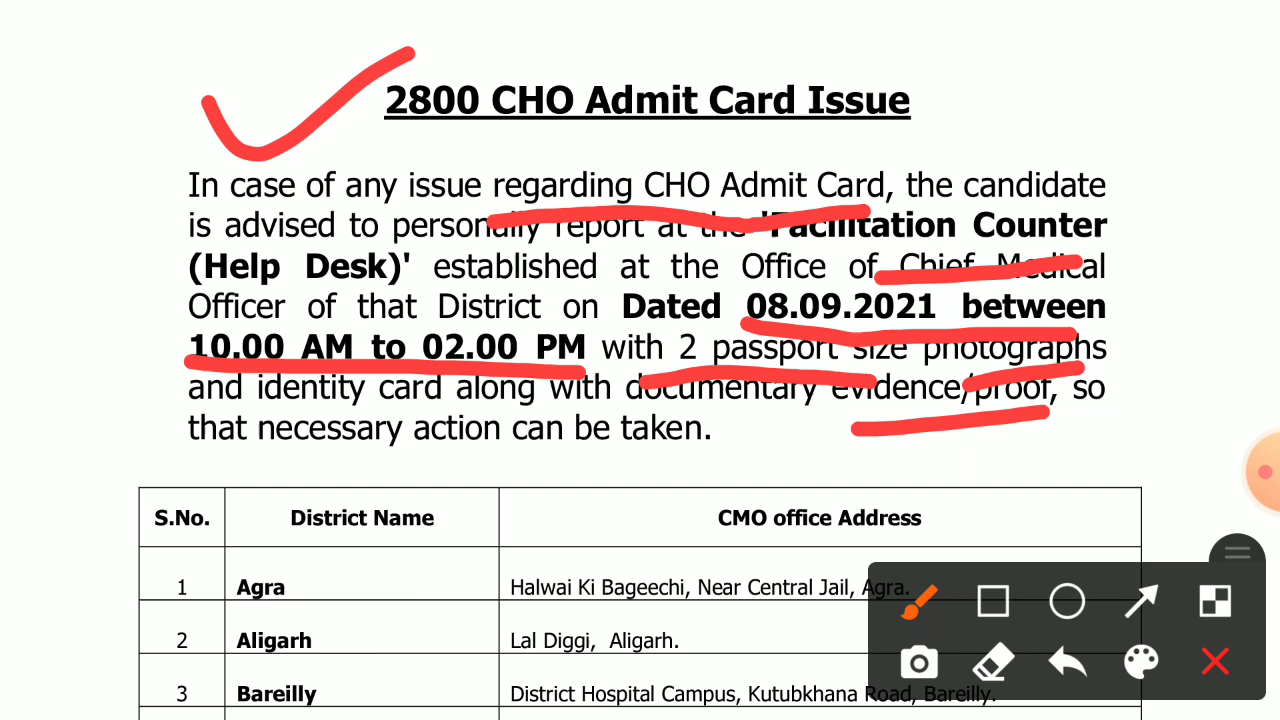 2800 CHO Admit Card Issue
In case of any issue regarding CHO Admit Card, the candidate
is advised to personally report at the 'Facilitation Counter
(Help Desk)' established at the Office of Chief Medical
Officer of that District on Dated 08.09.2021 between
10.00 AM to 02.00 PM with 2 passport size photographs
and identity card along with documentary evidence/proof, so
that necessary action can be taken.
S.No. District Name CMO office Address
1 Agra Halwai Ki Bageechi, Near Central Jail, Agra.
2 Aligarh Lal Diggi, Aligarh.
3 Bareilly District Hospital Campus, Kutubkhana Road, Bareilly.